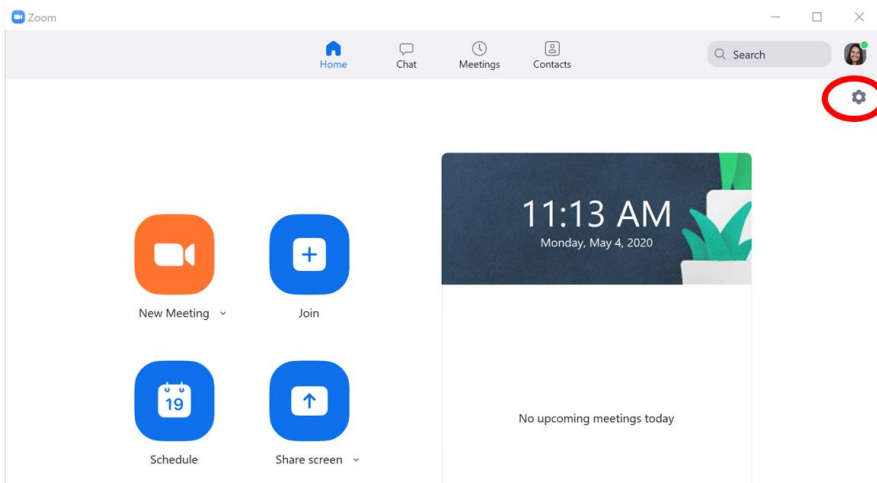 Zoom
Home
Chat
Meetings
Contacts
Search
11:13 AM
Monday, May 4, 2020
New Meeting
Join
19
Schedule
Share screen
No upcoming meetings today